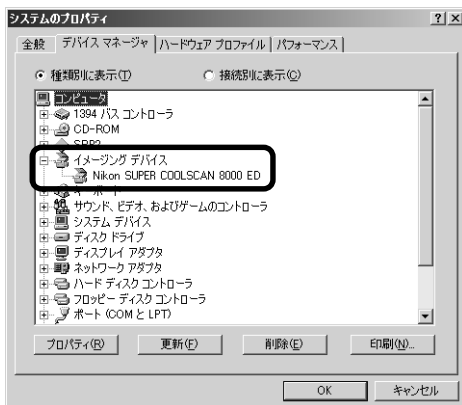 システムのプロパティ
全般 デバイス マネージャ ハードウェア プロファイル パフォーマンス
種類別に表示(T) 接続別に表示(C)
コンピュータ
1394 バス コントローラ
CD-ROM
SBP2
イメージング デバイス
Nikon SUPER COOLSCAN 8000 ED
キーボード
サウンド、ビデオ、およびゲームのコントローラ
システム デバイス
ディスク ドライブ
ディスプレイ アダプタ
ネットワーク アダプタ
ハード ディスク コントローラ
フロッピー ディスク コントローラ
ポート (COM と LPT)
プロパティ(R) 更新(F) 削除(E) 印刷(N)...
OK キャンセル